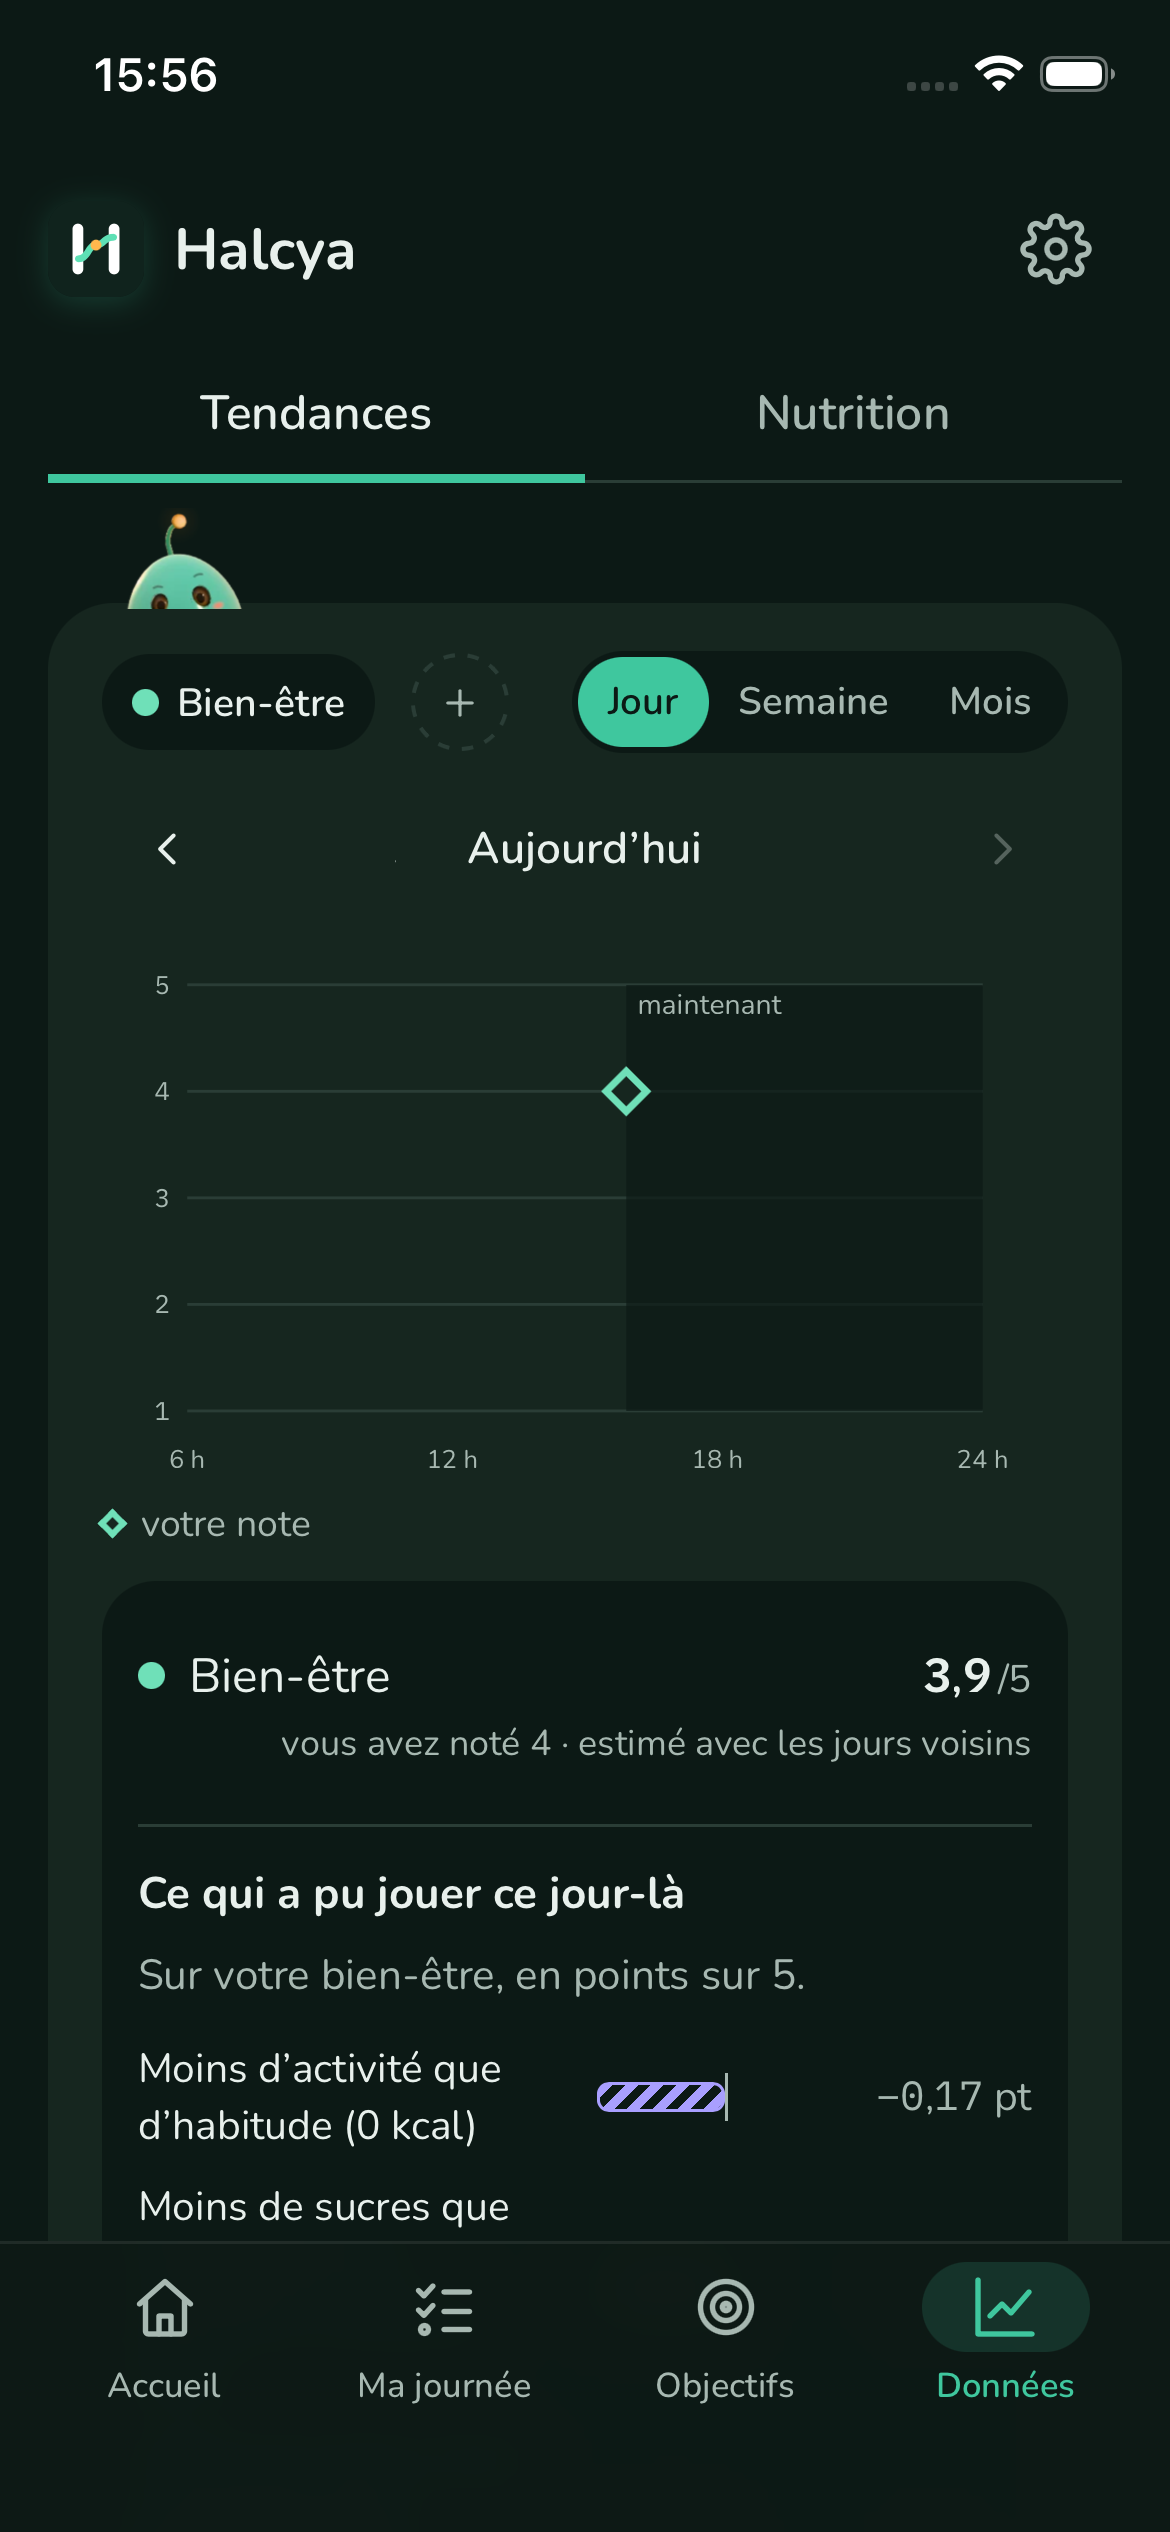 15:56
Halcya
Tendances
Nutrition
Bien-être
+
Jour
Semaine
Mois
Aujourd’hui
5
maintenant
4
3
2
1
6 h
12 h
18 h
24 h
votre note
Bien-être
3,9 /5
vous avez noté 4 · estimé avec les jours voisins
Ce qui a pu jouer ce jour-là
Sur votre bien-être, en points sur 5.
Moins d’activité que
d’habitude (0 kcal)
−0,17 pt
Moins de sucres que
Accueil
Ma journée
Objectifs
Données